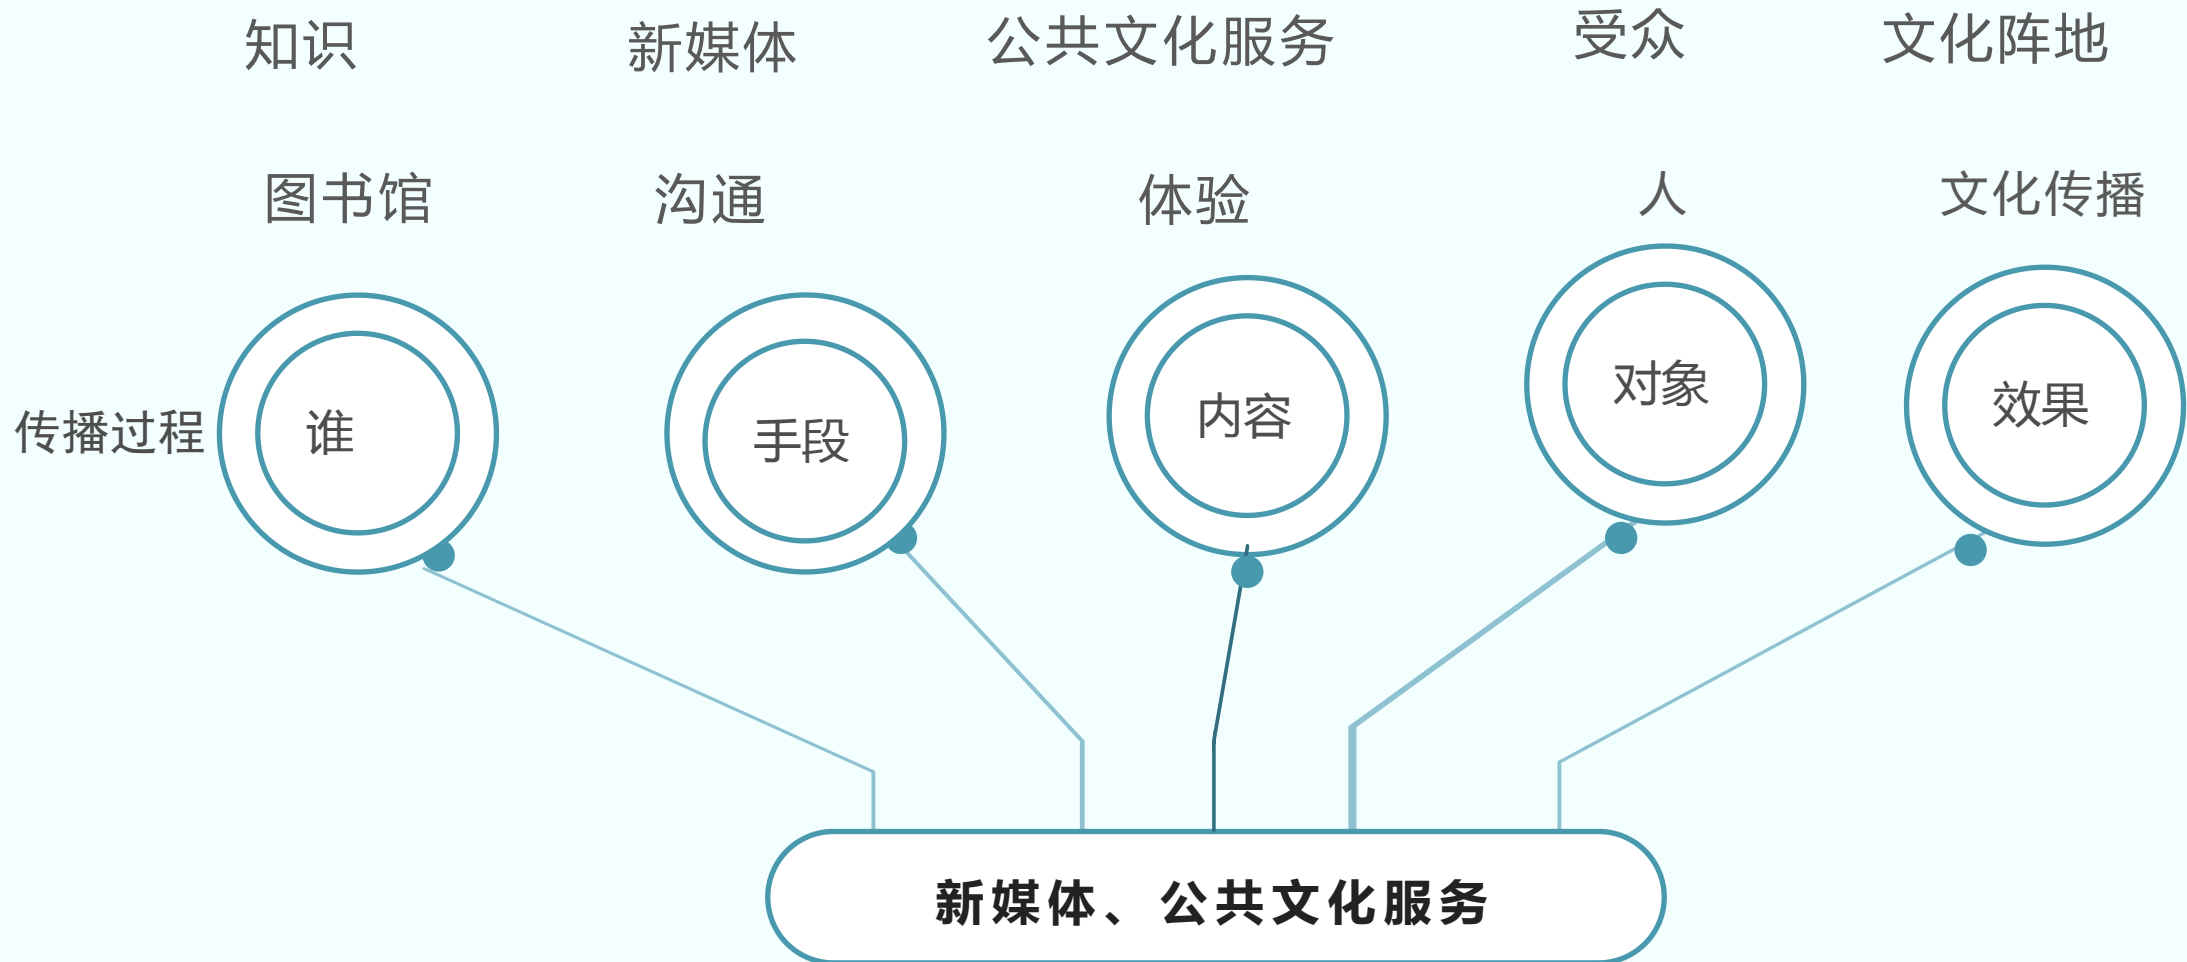 知识 新媒体 公共文化服务 受众 文化阵地
图书馆 沟通 体验 人 文化传播
传播过程 谁 手段 内容 对象 效果
新媒体、公共文化服务